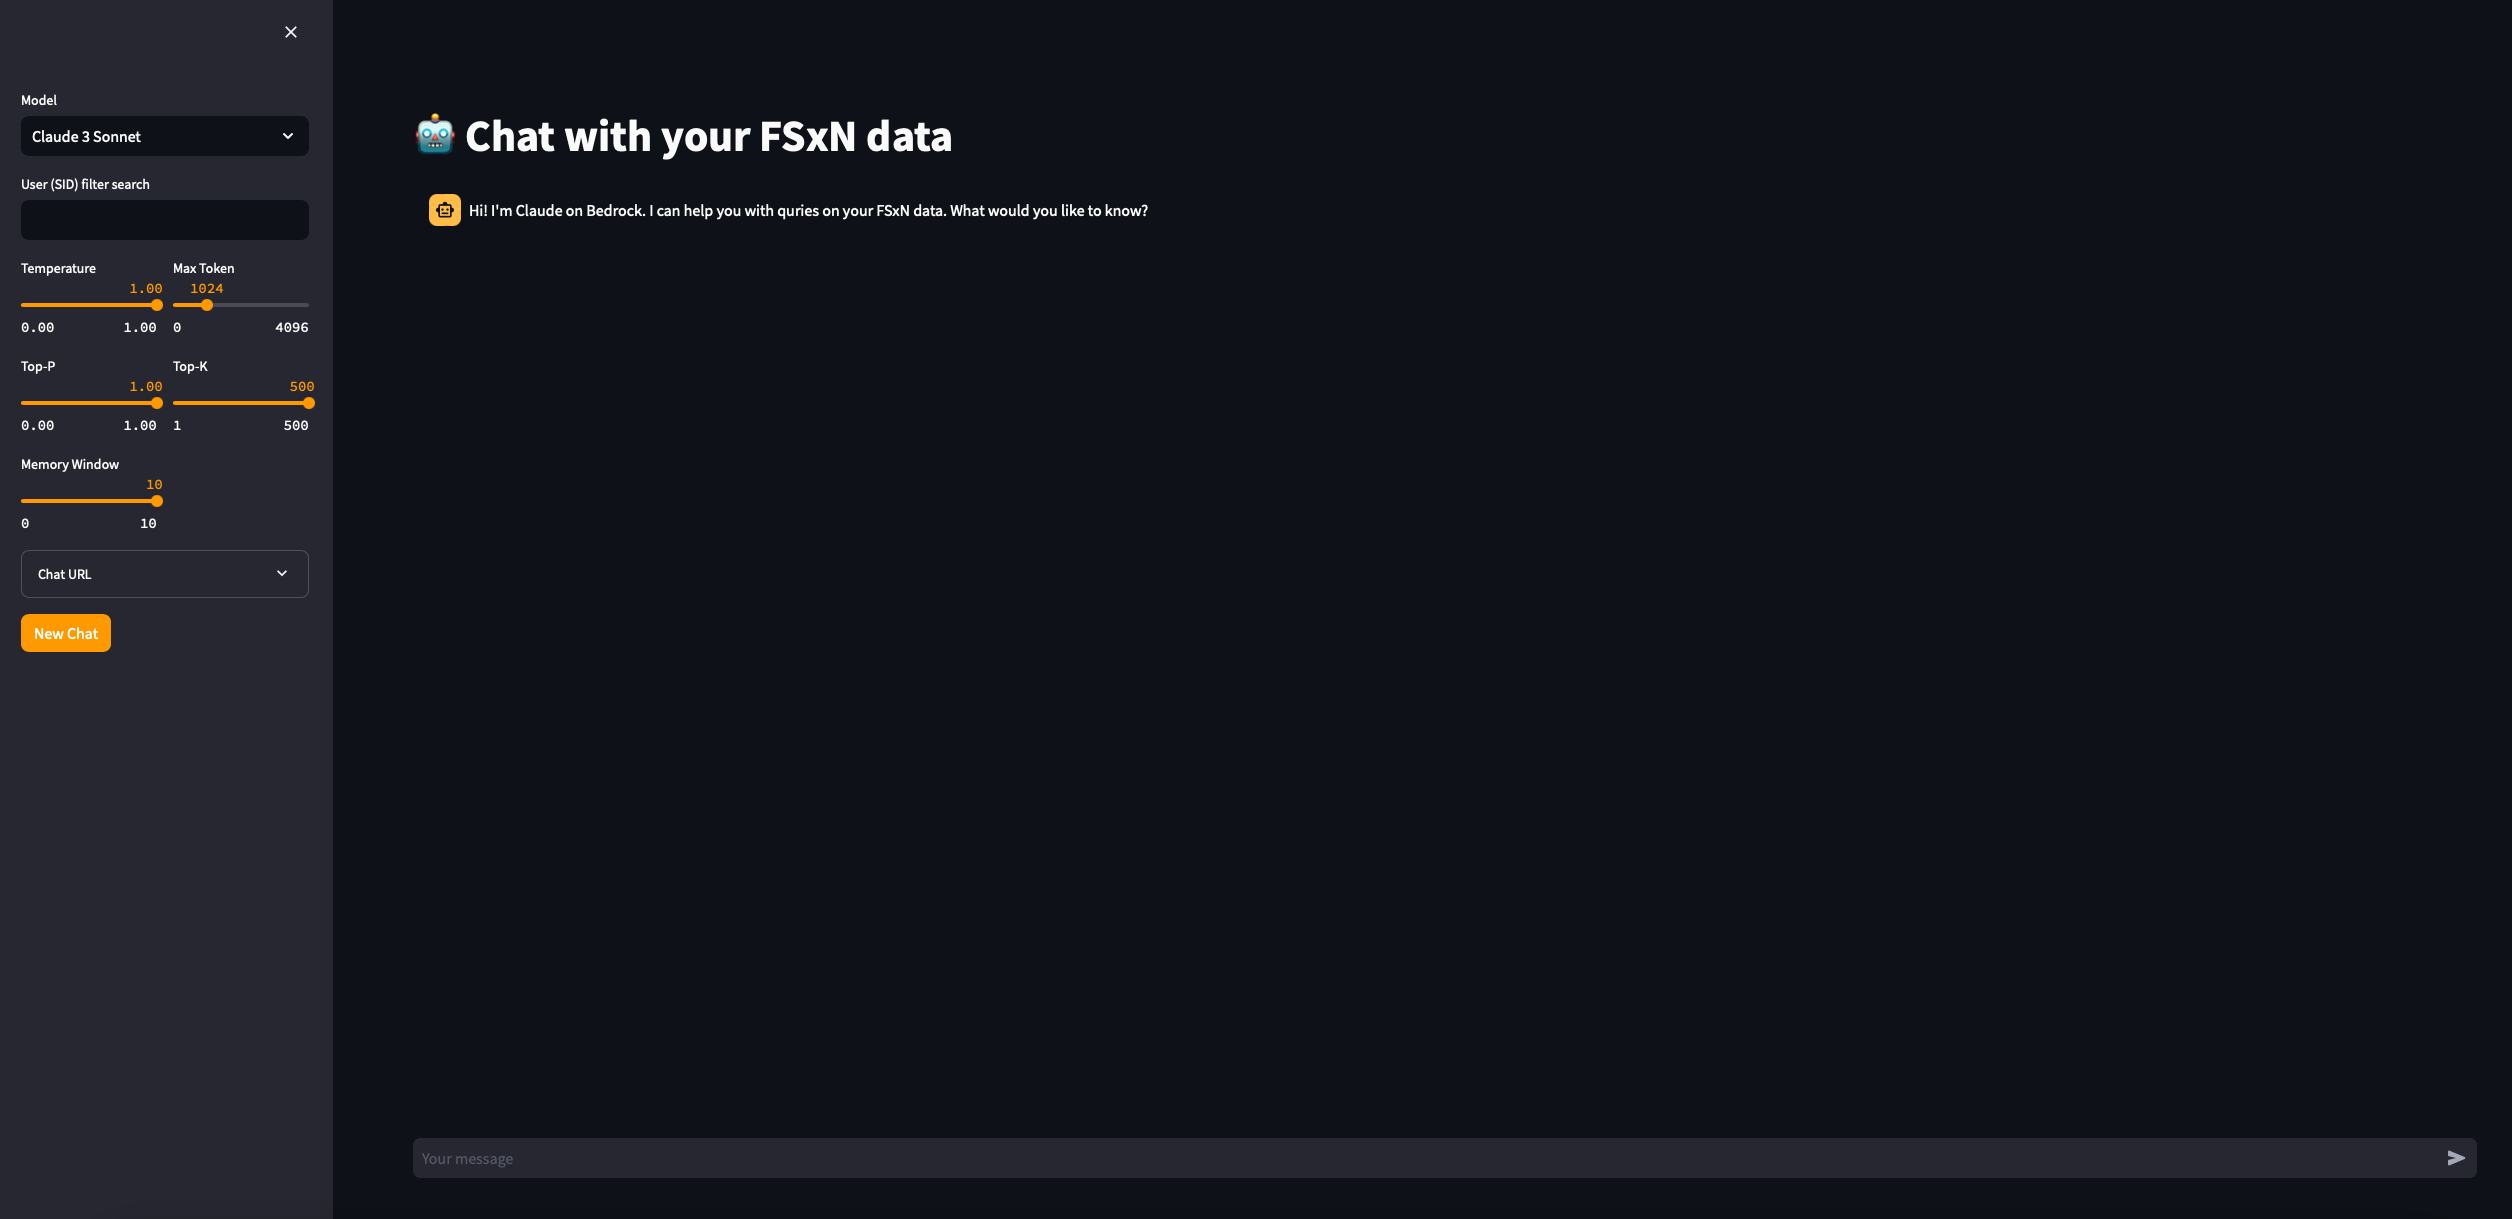 Model
Claude 3 Sonnet
User (SID) filter search
Temperature
1.00
0.00 1.00
Max Token
1024
0 4096
Top-P
1.00
0.00 1.00
Top-K
500
1 500
Memory Window
10
0 10
Chat URL
New Chat
Chat with your FSxN data
Hi! I'm Claude on Bedrock. I can help you with quries on your FSxN data. What would you like to know?
Your message